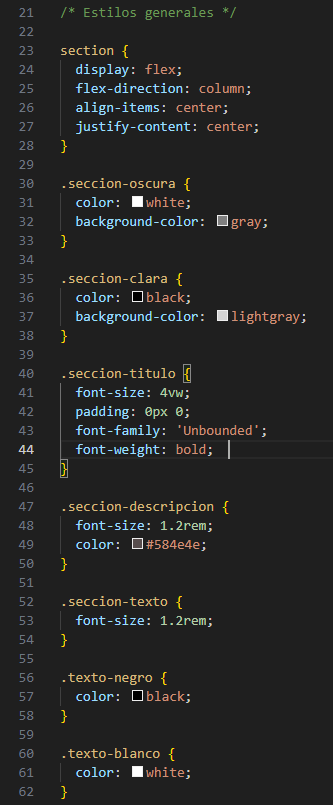 21 /* Estilos generales */
22
23 section {
24   display: flex;
25   flex-direction: column;
26   align-items: center;
27   justify-content: center;
28 }
29
30 .seccion-oscura {
31   color: white;
32   background-color: gray;
33 }
34
35 .seccion-clara {
36   color: black;
37   background-color: lightgray;
38 }
39
40 .seccion-titulo {
41   font-size: 4vw;
42   padding: 0px 0;
43   font-family: 'Unbounded';
44   font-weight: bold;
45 }
46
47 .seccion-descripcion {
48   font-size: 1.2rem;
49   color: #584e4e;
50 }
51
52 .seccion-texto {
53   font-size: 1.2rem;
54 }
55
56 .texto-negro {
57   color: black;
58 }
59
60 .texto-blanco {
61   color: white;
62 }